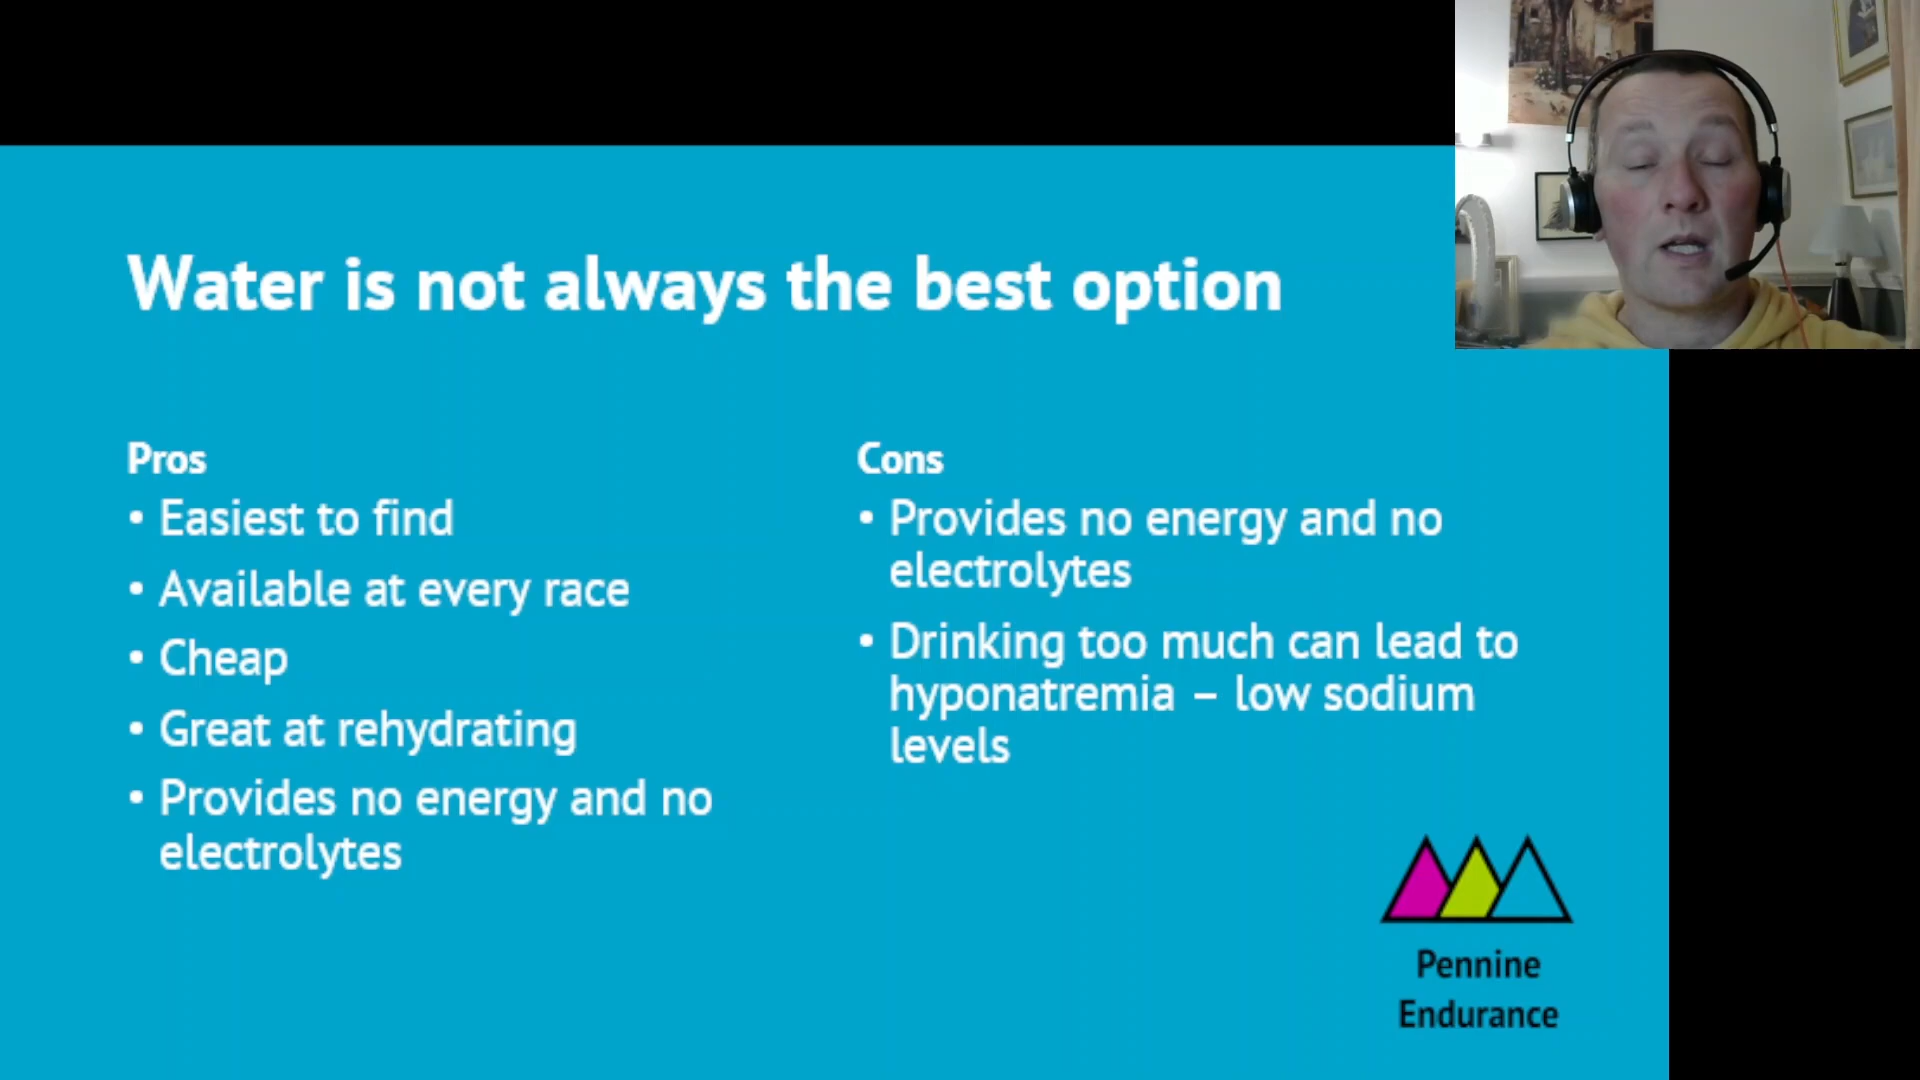 Water is not always the best option
Pros
• Easiest to find
• Available at every race
• Cheap
• Great at rehydrating
• Provides no energy and no
electrolytes
Cons
• Provides no energy and no
electrolytes
• Drinking too much can lead to
hyponatremia – low sodium
levels
Pennine
Endurance